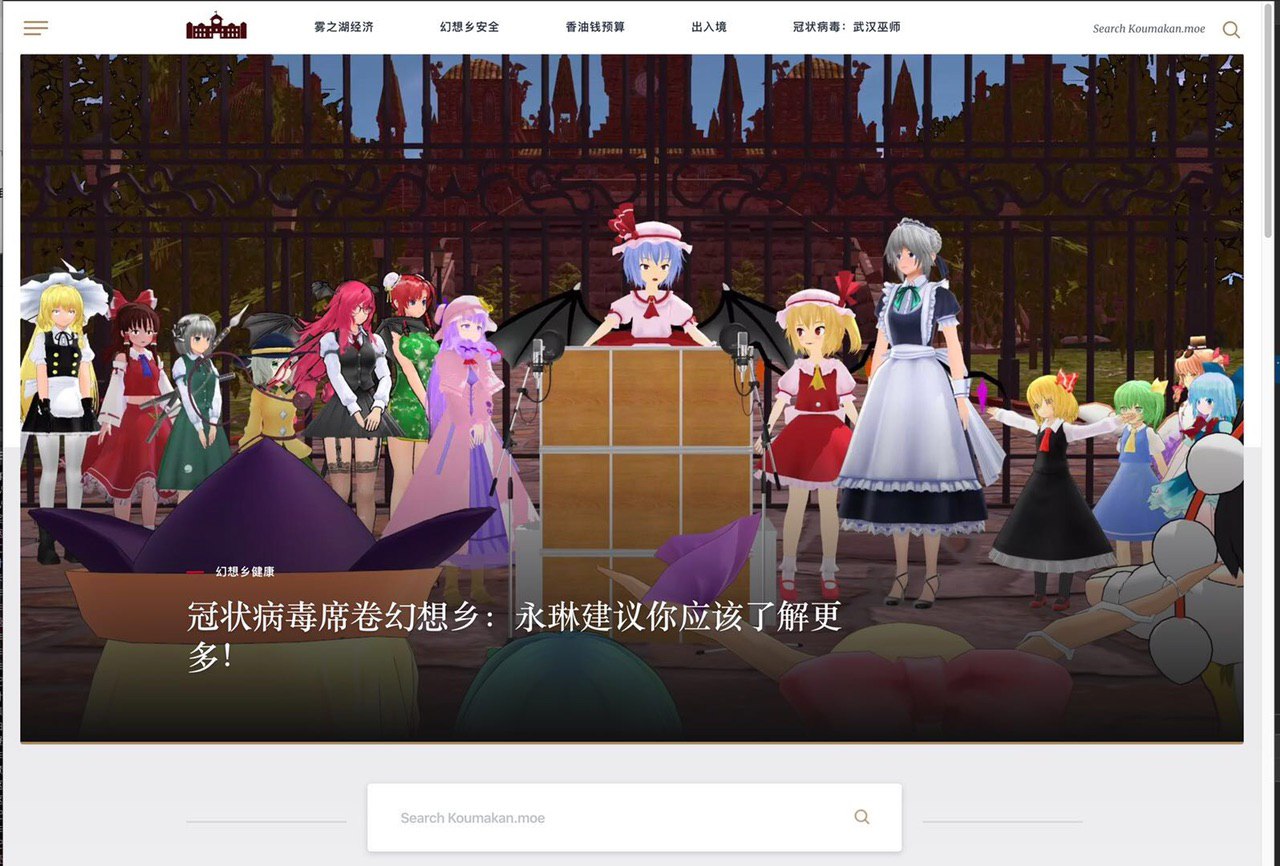 雾之湖经济
幻想乡安全
香油钱预算
出入境
冠状病毒：武汉巫师
Search Koumakan.moe
幻想乡健康
冠状病毒席卷幻想乡：永琳建议你应该了解更
多！
Search Koumakan.moe